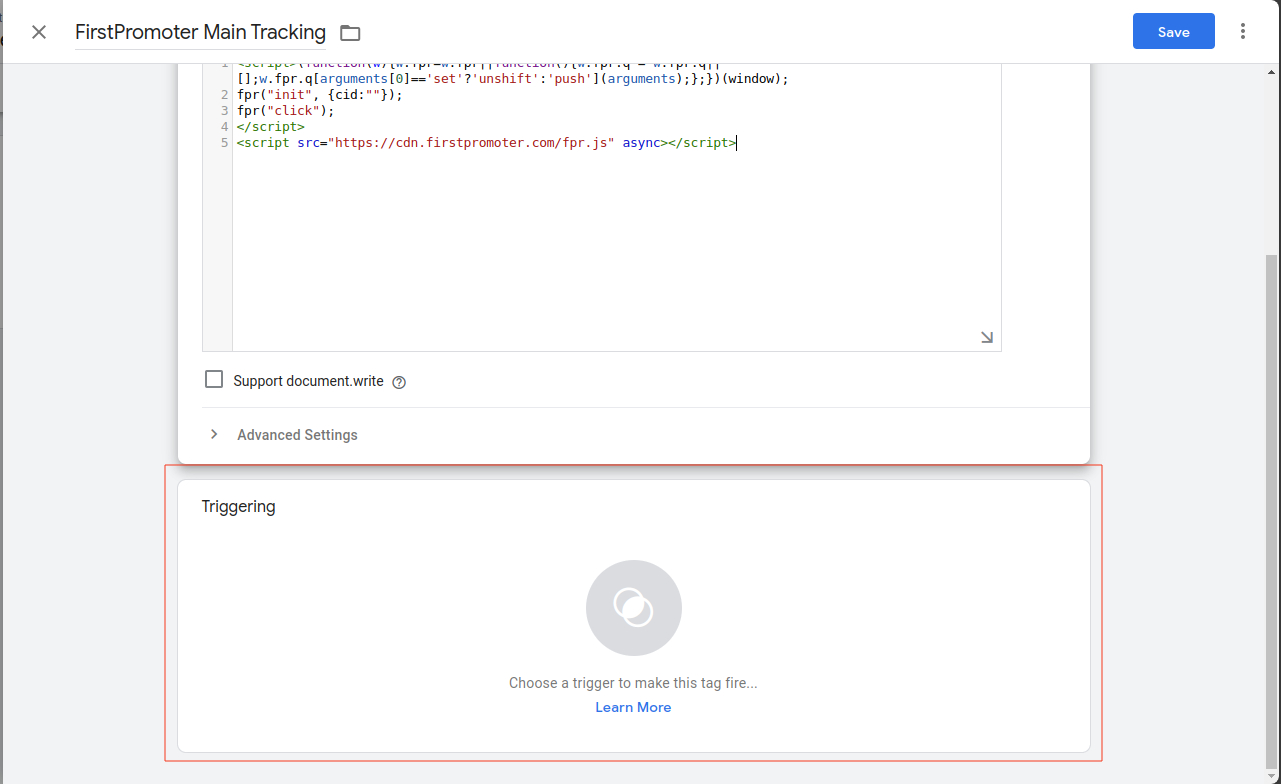 FirstPromoter Main Tracking
Save
1 <script>(function(w){w.fpr=w.fpr||function(){w.fpr.q = w.fpr.q||
[];w.fpr.q[arguments[0]=='set'?'unshift':'push'](arguments);};})(window);
2 fpr("init", {cid:""});
3 fpr("click");
4 </script>
5 <script src="https://cdn.firstpromoter.com/fpr.js" async></script>
Support document.write ?
Advanced Settings
Triggering
Choose a trigger to make this tag fire...
Learn More